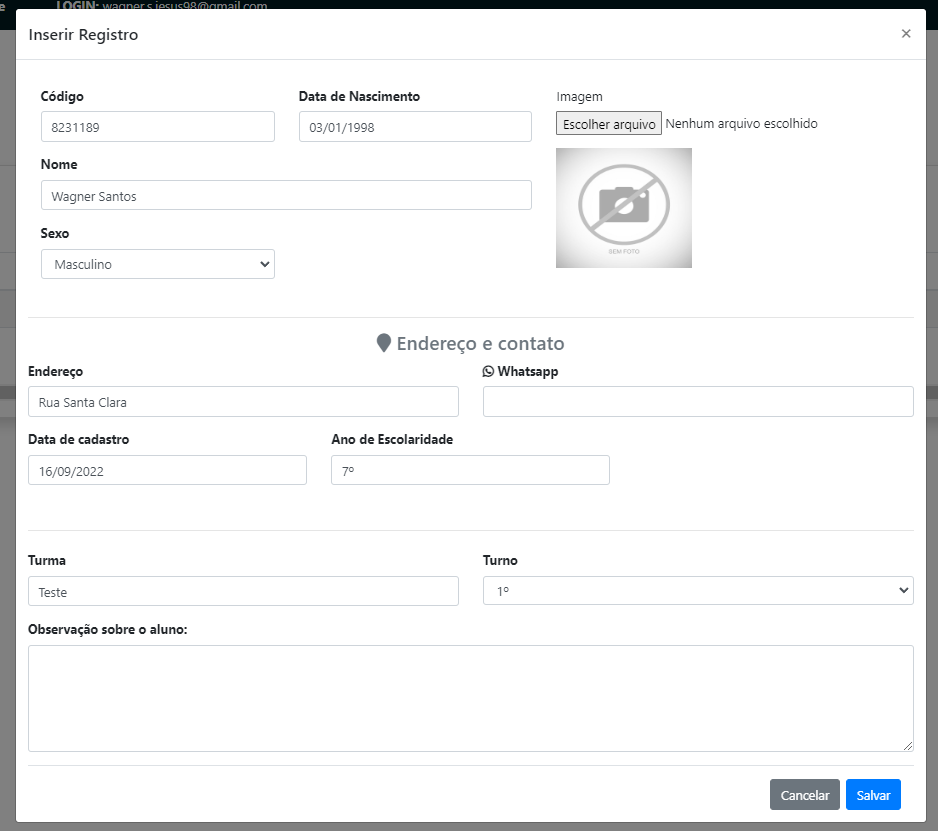 LOGIN: wagner.s.jesus98@gmail.com
Inserir Registro ×
Código
8231189
Data de Nascimento
03/01/1998
Imagem
Escolher arquivo Nenhum arquivo escolhido
Nome
Wagner Santos
SEM FOTO
Sexo
Masculino
Endereço e contato
Endereço
Rua Santa Clara
Whatsapp
Data de cadastro
16/09/2022
Ano de Escolaridade
7º
Turma
Teste
Turno
1º
Observação sobre o aluno:
Cancelar
Salvar